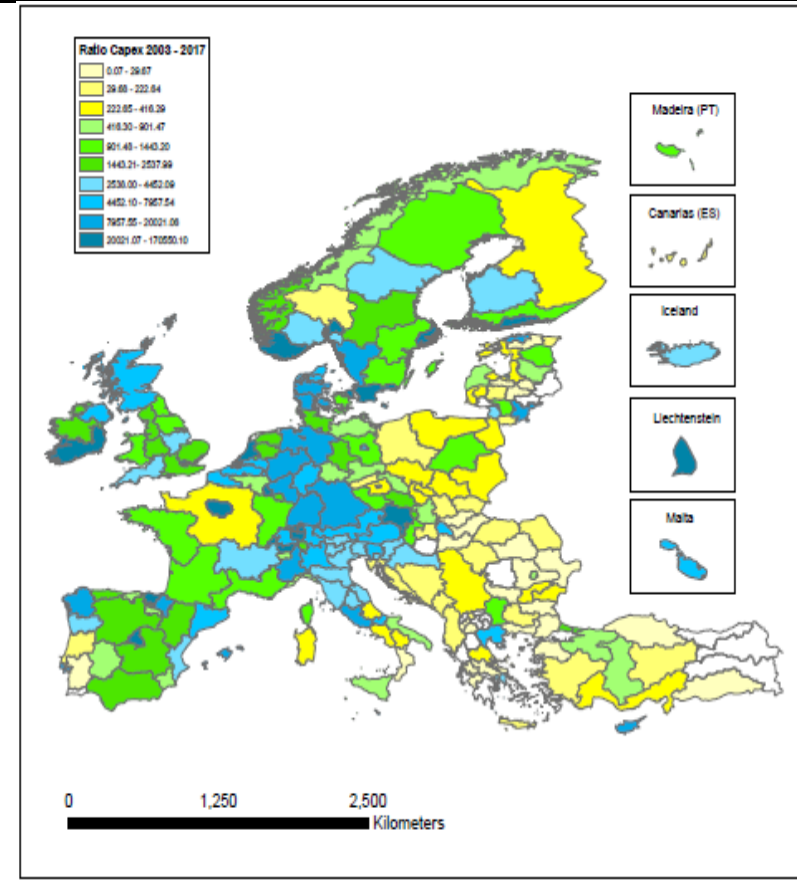 Ratio Capex 2003 - 2017
0.07 - 29.67
29.68 - 222.64
222.65 - 416.29
416.30 - 901.47
901.48 - 1443.20
1443.21 - 2537.99
2538.00 - 4452.09
4452.10 - 7957.54
7957.55 - 20021.06
20021.07 - 170550.10
Madeira (PT)
Canarias (ES)
Iceland
Liechtenstein
Malta
0 1,250 2,500
Kilometers